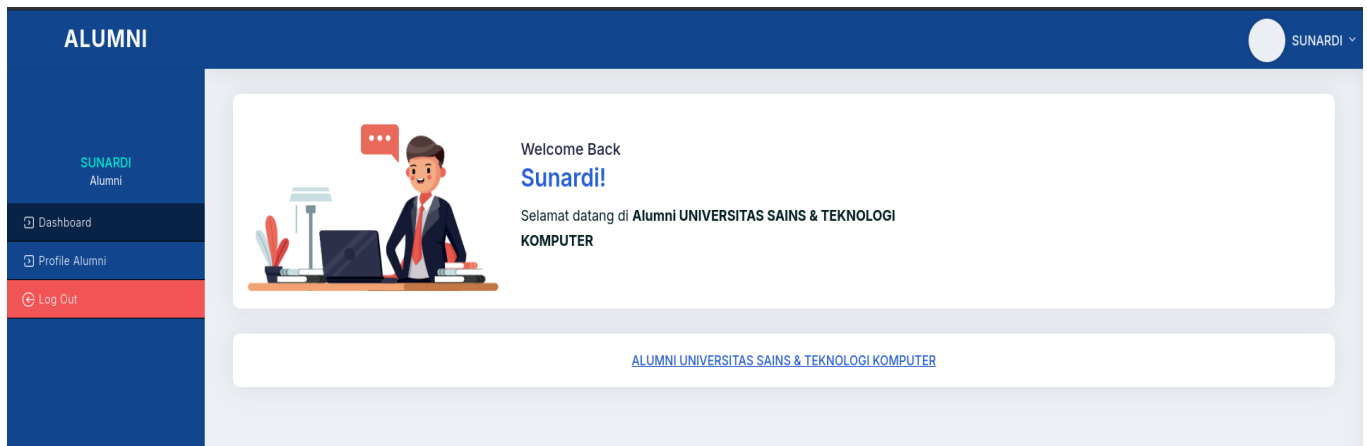 ALUMNI
SUNARDI
SUNARDI
Alumni
Dashboard
Profile Alumni
Log Out
Welcome Back
Sunardi!
Selamat datang di Alumni UNIVERSITAS SAINS & TEKNOLOGI
KOMPUTER
ALUMNI UNIVERSITAS SAINS & TEKNOLOGI KOMPUTER